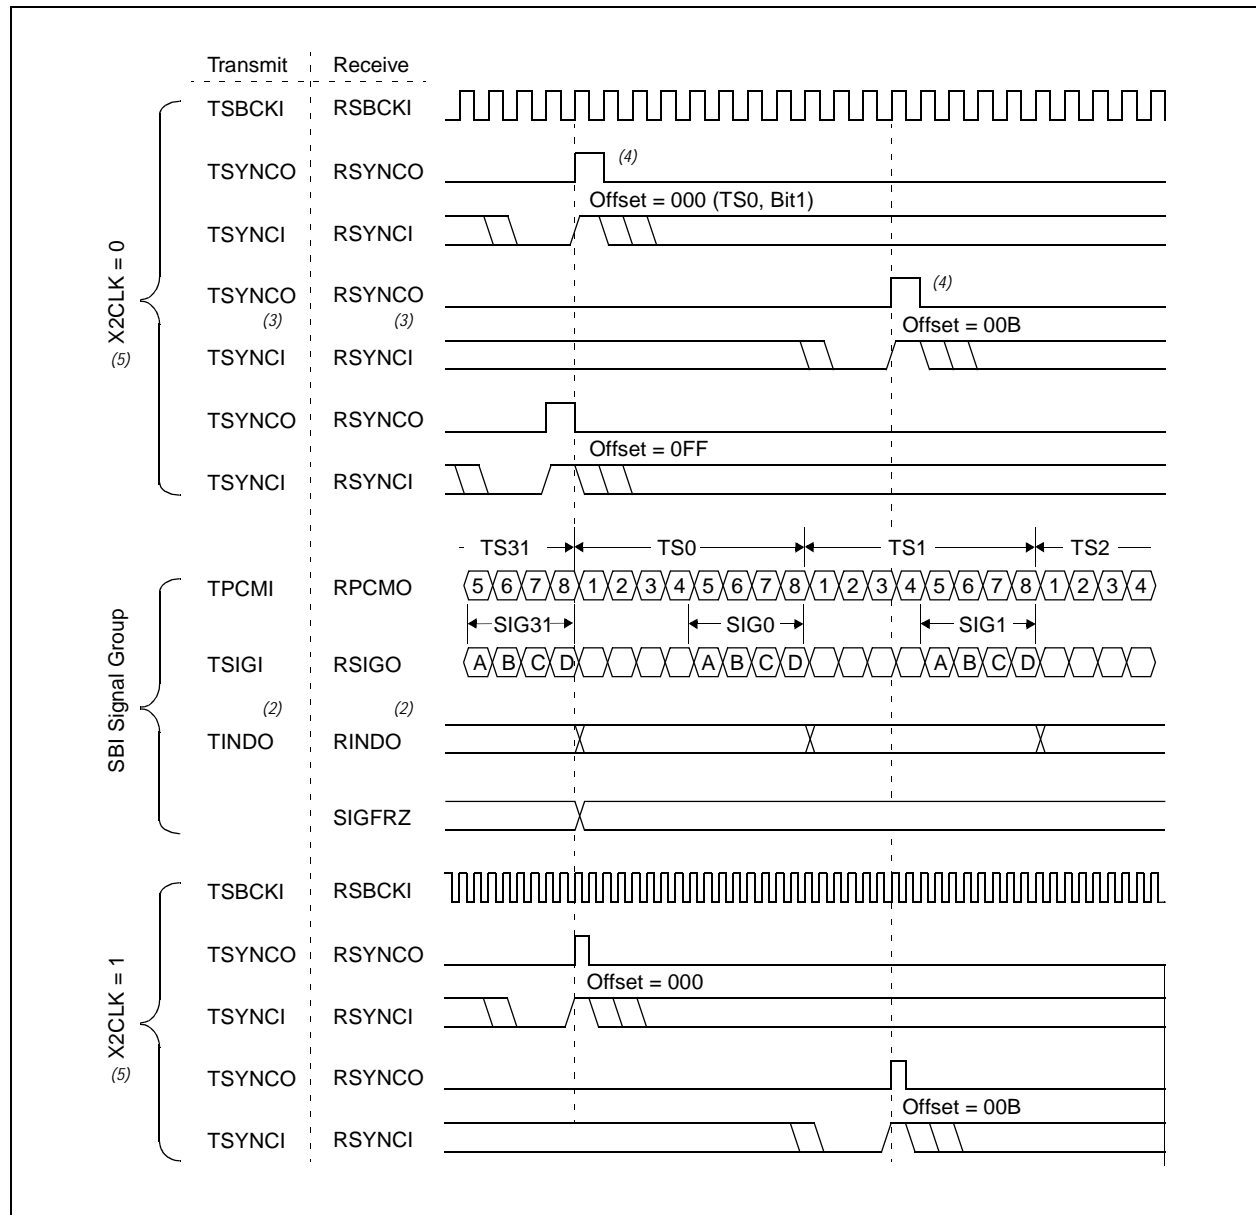 Transmit Receive
TSBCKI RSBCKI
TSYNCO RSYNCO (4)
Offset = 000 (TS0, Bit1)
TSYNCI RSYNCI
TSYNCO RSYNCO (4)
(3) (3) Offset = 00B
TSYNCI RSYNCI
TSYNCO RSYNCO
Offset = 0FF
TSYNCI RSYNCI
X2CLK = 0
(5)
TS31 TS0 TS1 TS2
TPCMI RPCMO 5 6 7 8 1 2 3 4 5 6 7 8 1 2 3 4 5 6 7 8 1 2 3 4
SIG31 SIG0 SIG1
TSIGI RSIGO A B C D A B C D A B C D
(2) (2)
TINDO RINDO
SIGFRZ
SBI Signal Group
TSBCKI RSBCKI
TSYNCO RSYNCO
Offset = 000
TSYNCI RSYNCI
TSYNCO RSYNCO
Offset = 00B
TSYNCI RSYNCI
X2CLK = 1
(5)